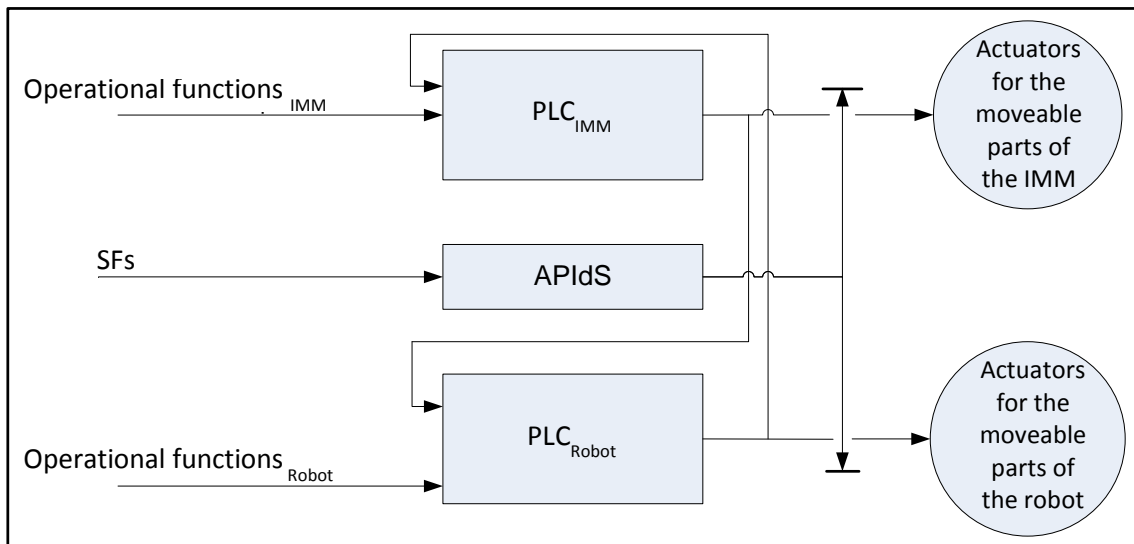 Operational functions IMM
PLC IMM
Actuators
for the
moveable
parts of
the IMM
SFs
APIdS
Operational functions Robot
PLC Robot
Actuators
for the
moveable
parts of
the robot